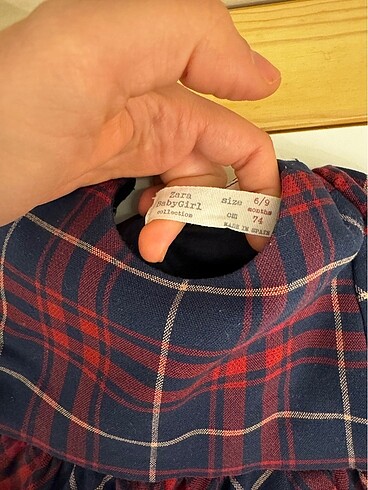 Zara
BabyGirl
collection
size 6/9
months
CM 74
MADE IN SPAIN